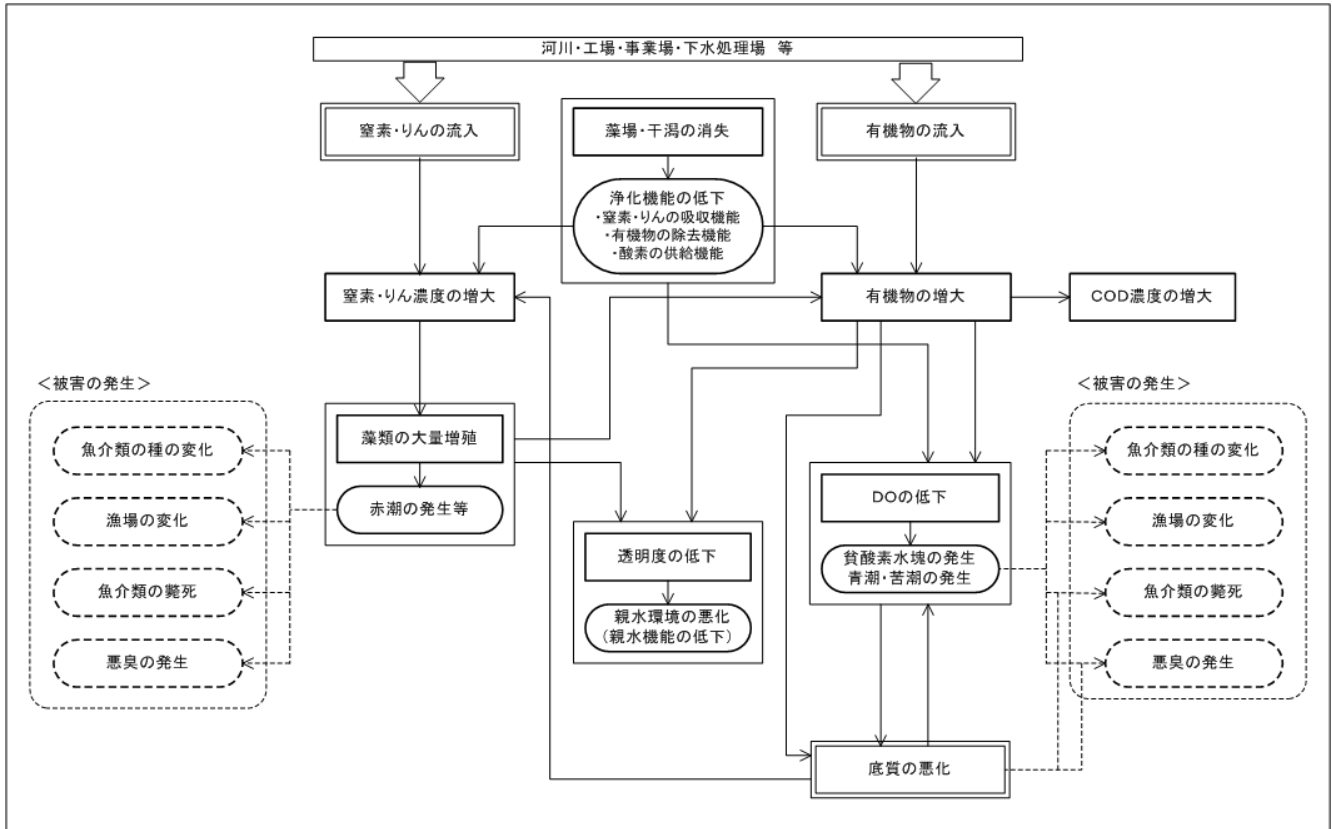 河川・工場・事業場・下水処理場 等
窒素・りんの流入
藻場・干潟の消失
有機物の流入
浄化機能の低下
・窒素・りんの吸収機能
・有機物の除去機能
・酸素の供給機能
窒素・りん濃度の増大
有機物の増大
COD濃度の増大
＜被害の発生＞
魚介類の種の変化
漁場の変化
魚介類の斃死
悪臭の発生
藻類の大量増殖
赤潮の発生等
透明度の低下
親水環境の悪化
(親水機能の低下)
DOの低下
貧酸素水塊の発生
青潮・苦潮の発生
＜被害の発生＞
魚介類の種の変化
漁場の変化
魚介類の斃死
悪臭の発生
底質の悪化